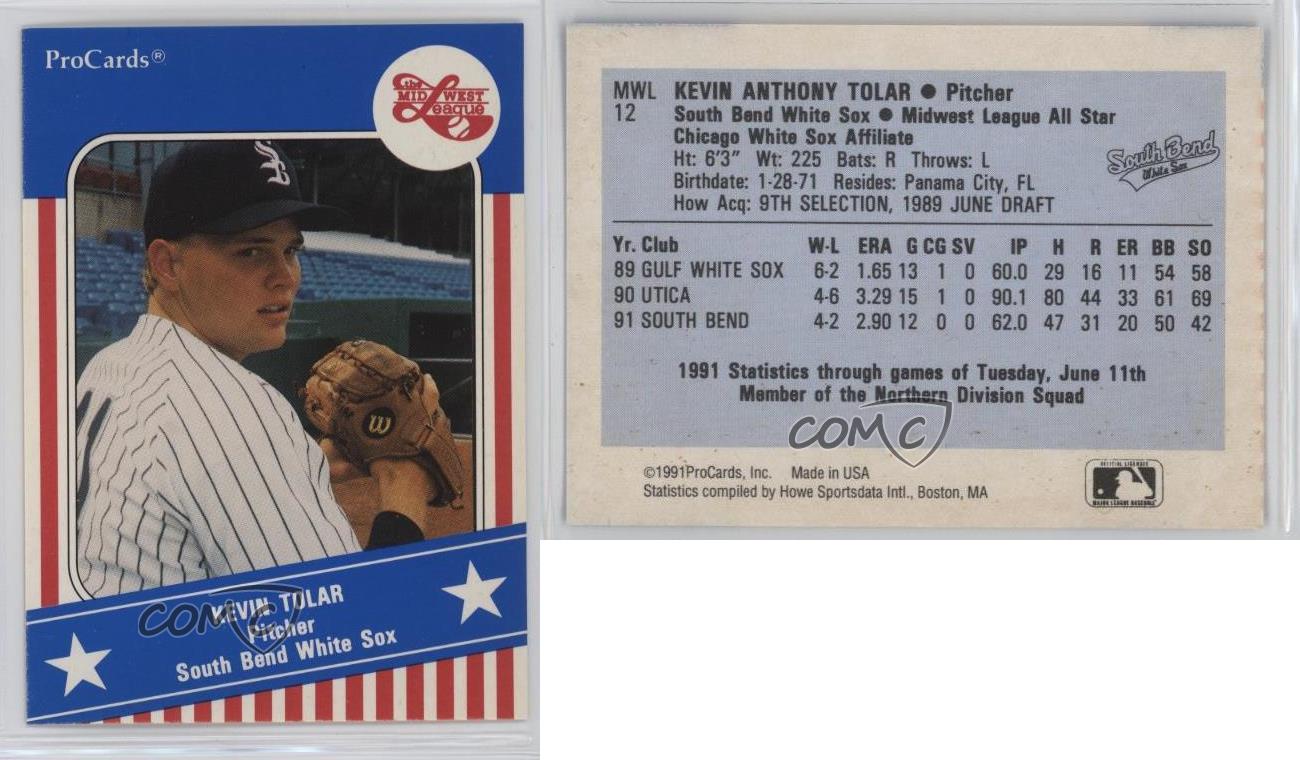 ProCards®
the
MIDWEST
League
W
KEVIN TOLAR
Pitcher
South Bend White Sox
COMC
MWL KEVIN ANTHONY TOLAR ● Pitcher
12 South Bend White Sox ● Midwest League All Star
Chicago White Sox Affiliate
Ht: 6'3" Wt: 225 Bats: R Throws: L
Birthdate: 1-28-71 Resides: Panama City, FL
How Acq: 9TH SELECTION, 1989 JUNE DRAFT
South Bend
White Sox
Yr. Club W-L ERA G CG SV IP H R ER BB SO
89 GULF WHITE SOX 6-2 1.65 13 1 0 60.0 29 16 11 54 58
90 UTICA 4-6 3.29 15 1 0 90.1 80 44 33 61 69
91 SOUTH BEND 4-2 2.90 12 0 0 62.0 47 31 20 50 42
1991 Statistics through games of Tuesday, June 11th
Member of the Northern Division Squad
COMC
©1991ProCards, Inc. Made in USA
Statistics compiled by Howe Sportsdata Intl., Boston, MA
OFFICIAL LICENSEE
MAJOR LEAGUE BASEBALL